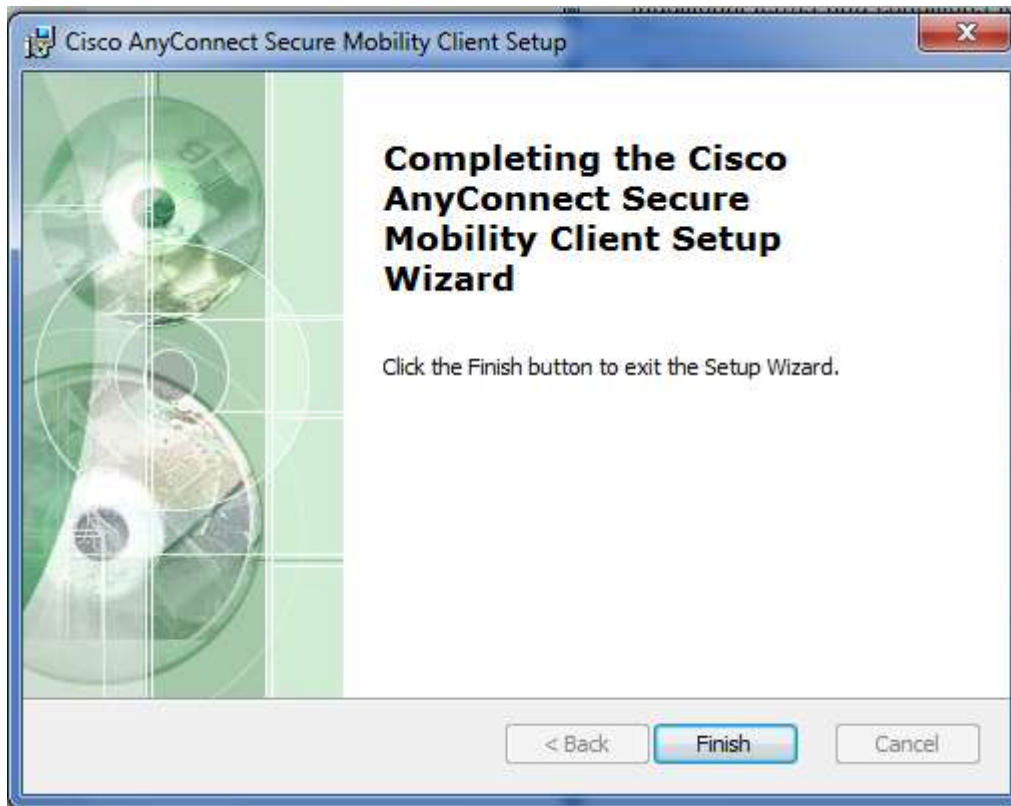 Cisco AnyConnect Secure Mobility Client Setup
Completing the Cisco
AnyConnect Secure
Mobility Client Setup
Wizard
Click the Finish button to exit the Setup Wizard.
< Back
Finish
Cancel